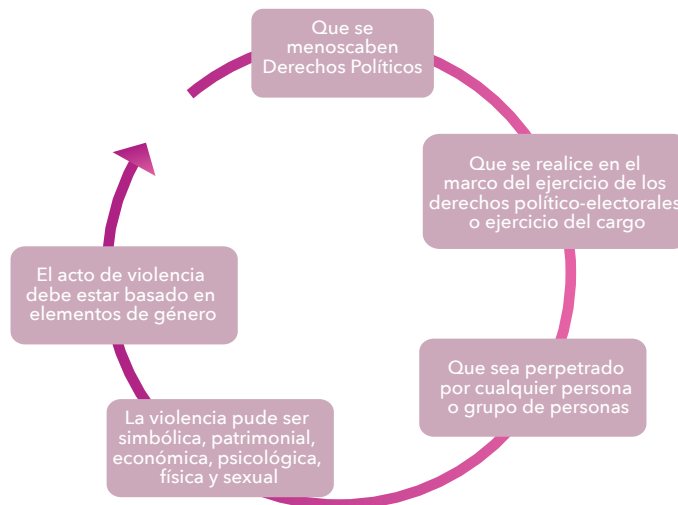 Que se
menoscaben
Derechos Políticos
Que se realice en el
marco del ejercicio de los
derechos político-electorales
o ejercicio del cargo
Que sea perpetrado
por cualquier persona
o grupo de personas
La violencia pude ser
simbólica, patrimonial,
económica, psicológica,
física y sexual
El acto de violencia
debe estar basado en
elementos de género